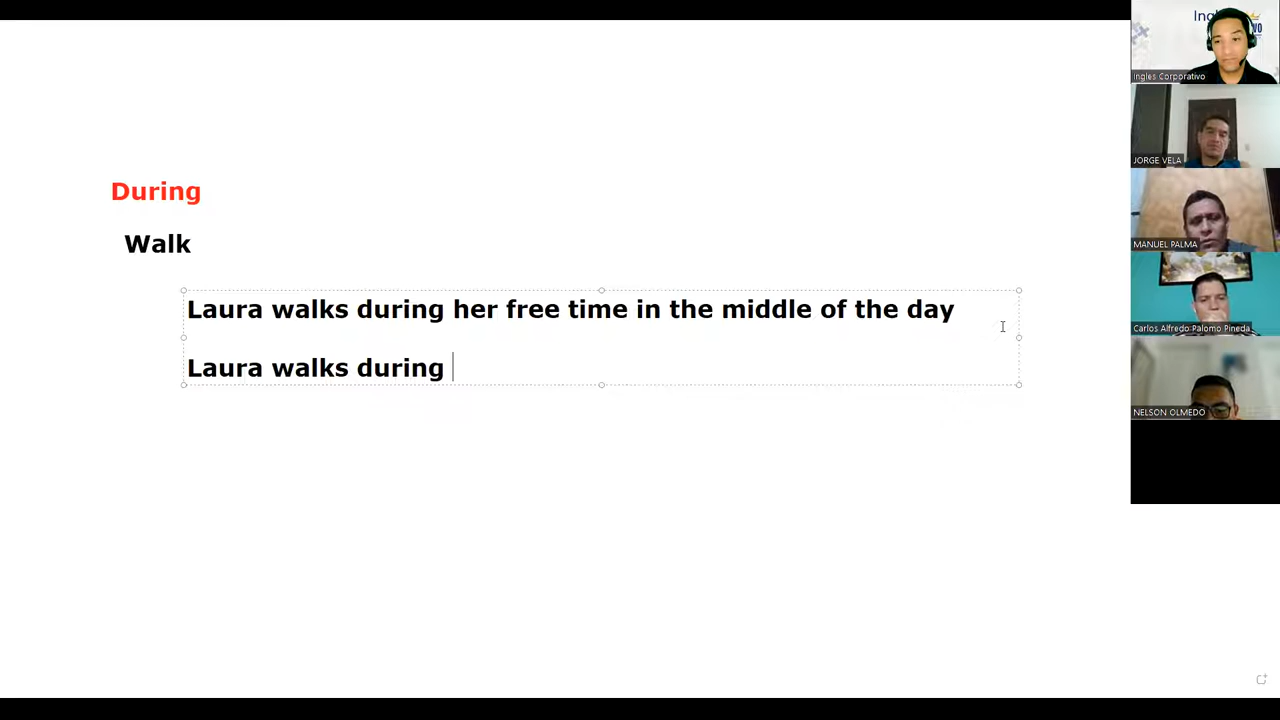 During
Walk
Laura walks during her free time in the middle of the day
Laura walks during
Ingles Corporativo
JORGE VELA
MANUEL PALMA
Carlos Alfredo Palomo Pineda
NELSON OLMEDO